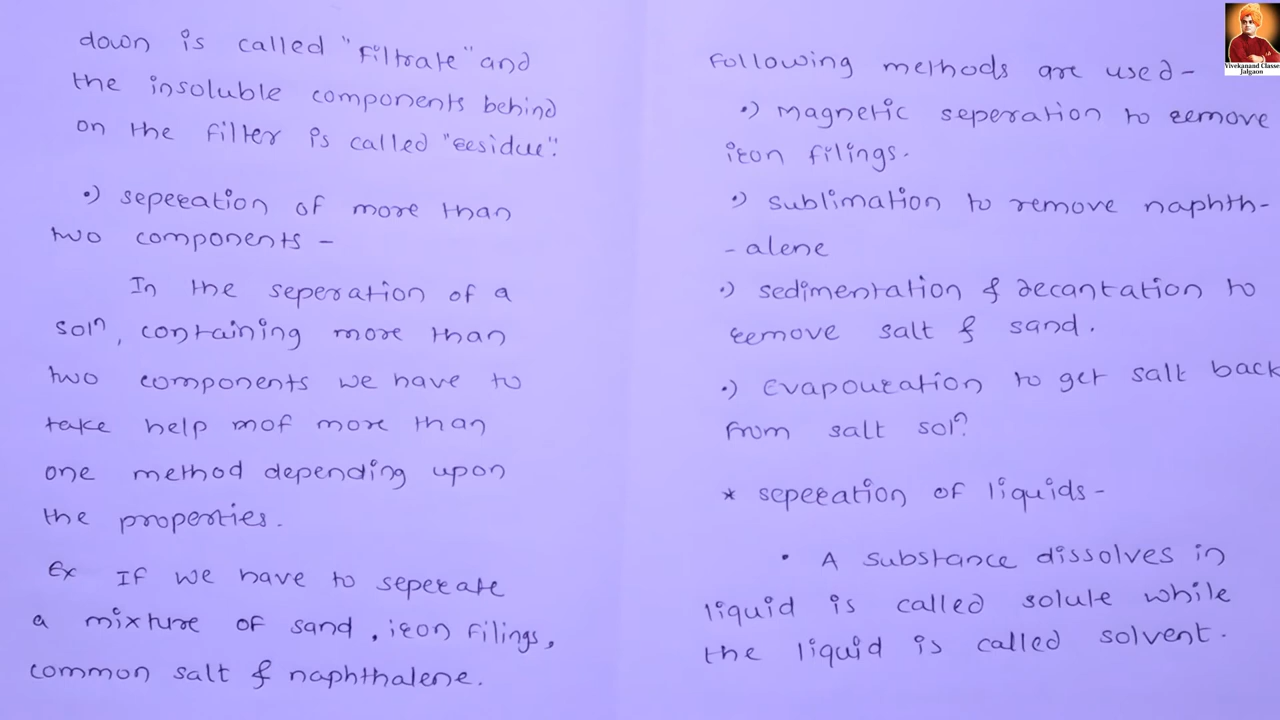 down is called "Filtrate" and
the insoluble components behind
on the filter is called "residue".
•) seperation of more than
two components -
In the seperation of a
solⁿ, containing more than
two components we have to
take help mof more than
one method depending upon
the properties.
Ex If we have to seperate
a mixture of sand, iron filings,
common salt & naphthalene.
Following methods are used -
•) magnetic seperation to remove
iron filings.
•) sublimation to remove naphth-
-alene
•) sedimentation & decantation to
remove salt & sand.
•) Evapouration to get salt back
from salt solⁿ.
* seperation of liquids -
• A substance dissolves in
liquid is called solute while
the liquid is called solvent.
Vivekanand Classes
Jalgaon